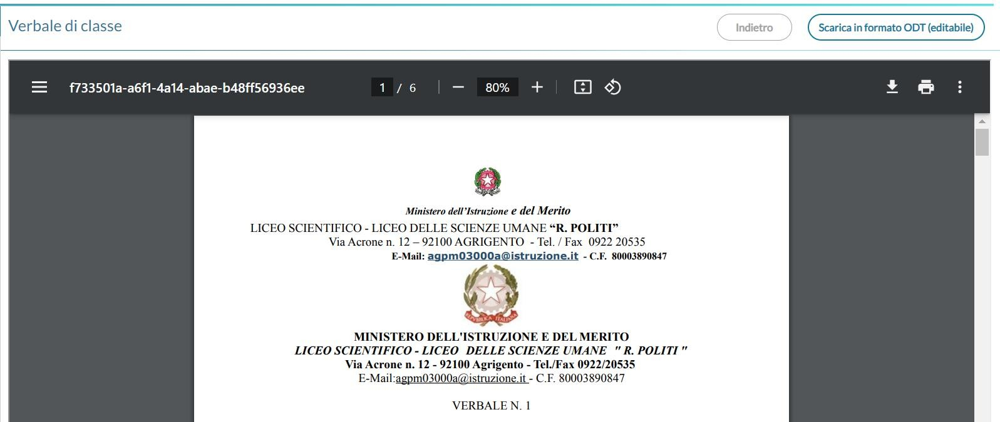 Verbale di classe
Indietro
Scarica in formato ODT (editabile)
f733501a-a6f1-4a14-abae-b48ff56936ee
1 / 6
80%
Ministero dell'Istruzione e del Merito
LICEO SCIENTIFICO - LICEO DELLE SCIENZE UMANE “R. POLITI”
Via Acrone n. 12 – 92100 AGRIGENTO - Tel. / Fax 0922 20535
E-Mail: agpm03000a@istruzione.it - C.F. 80003890847
REPVBBLICA ITALIANA
MINISTERO DELL'ISTRUZIONE E DEL MERITO
LICEO SCIENTIFICO - LICEO DELLE SCIENZE UMANE " R. POLITI "
Via Acrone n. 12 - 92100 Agrigento - Tel./Fax 0922/20535
E-Mail:agpm03000a@istruzione.it - C.F. 80003890847
VERBALE N. 1